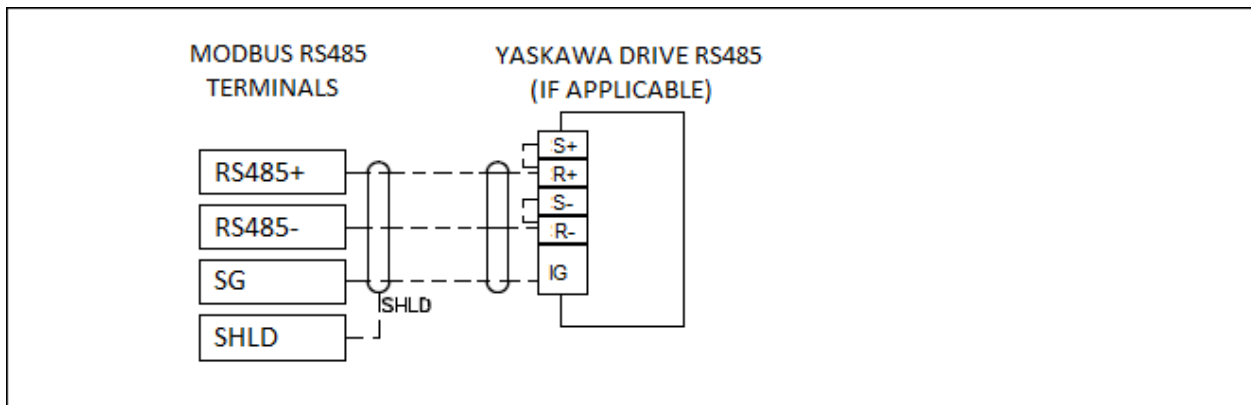 MODBUS RS485
TERMINALS
YASKAWA DRIVE RS485
(IF APPLICABLE)
RS485+
RS485-
SG
SHLD
SHLD
S+
R+
S-
R-
IG